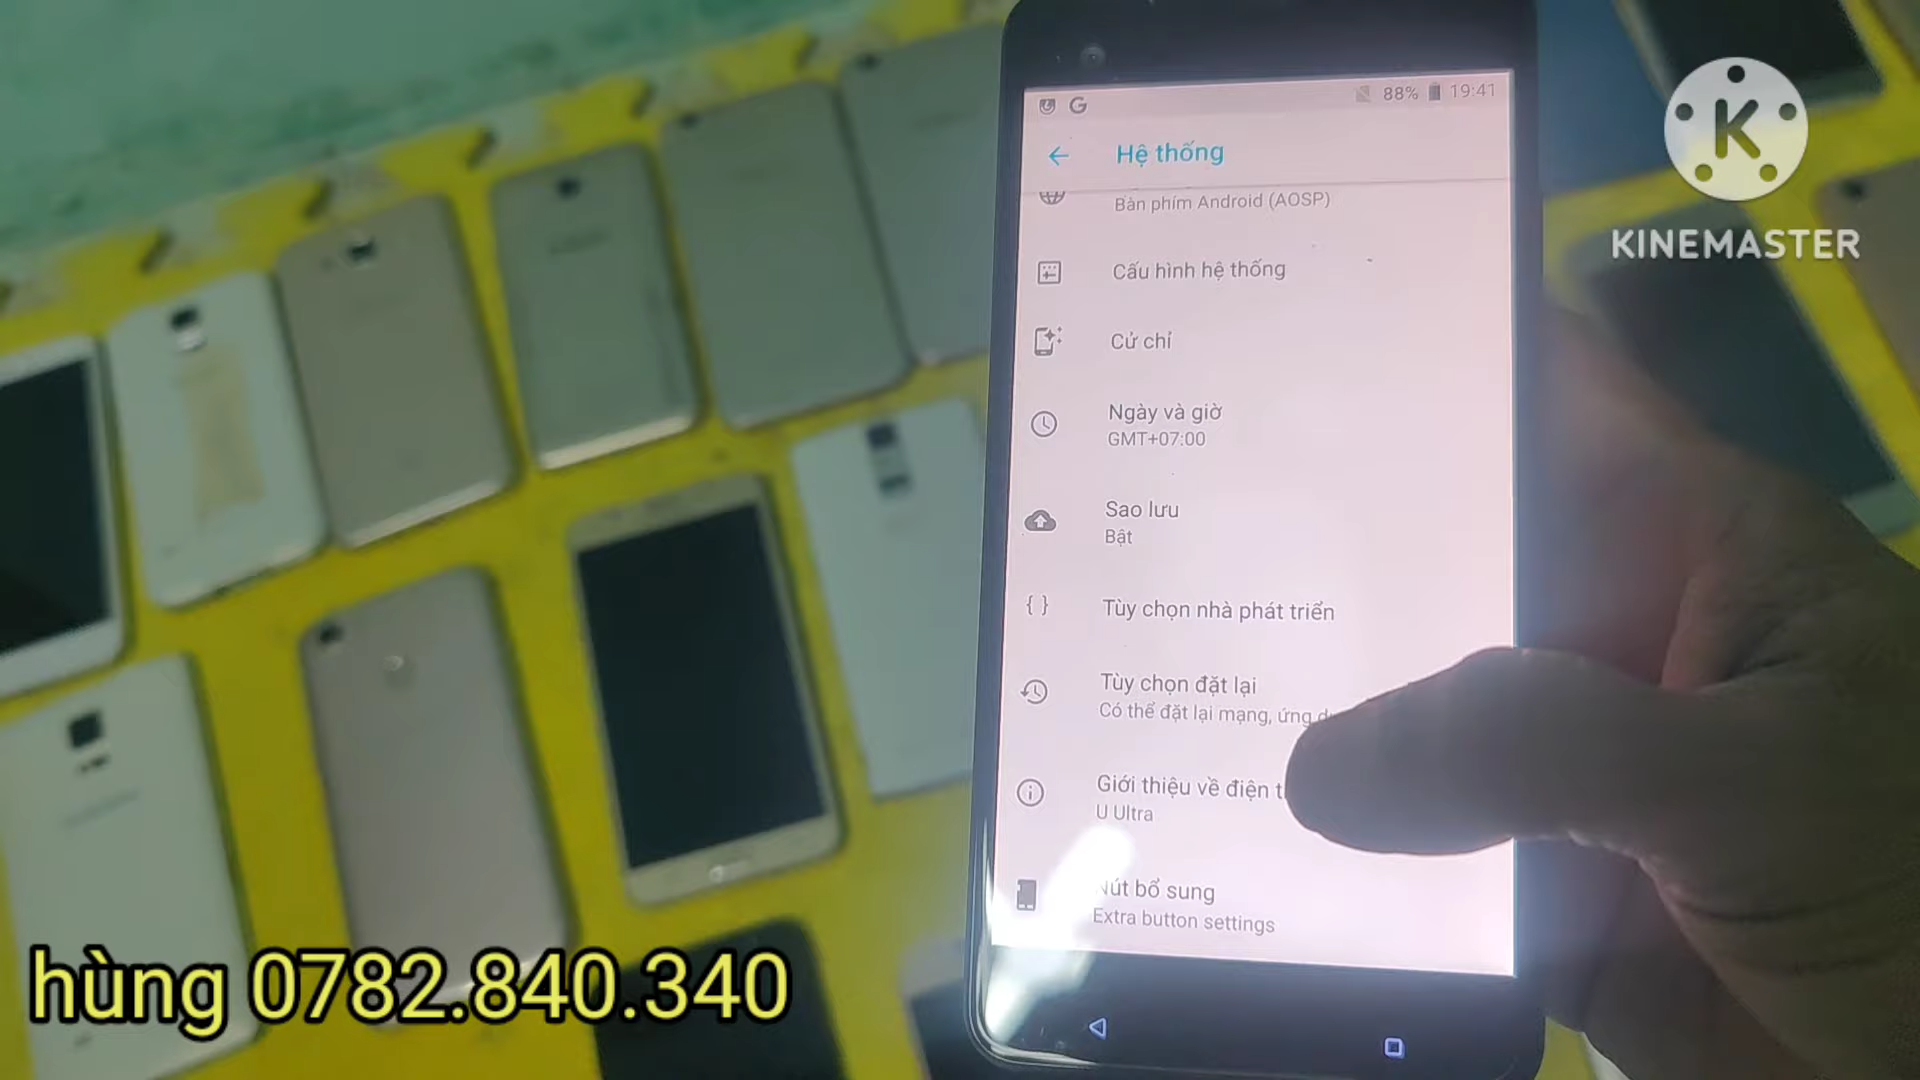 88% 19:41
Hệ thống
Bàn phím Android (AOSP)
Cấu hình hệ thống
Cử chỉ
Ngày và giờ
GMT+07:00
Sao lưu
Bật
Tùy chọn nhà phát triển
Tùy chọn đặt lại
Có thể đặt lại mạng, ứng
Giới thiệu về điện
U Ultra
Nút bổ sung
Extra button settings
KINEMASTER
hùng 0782.840.340